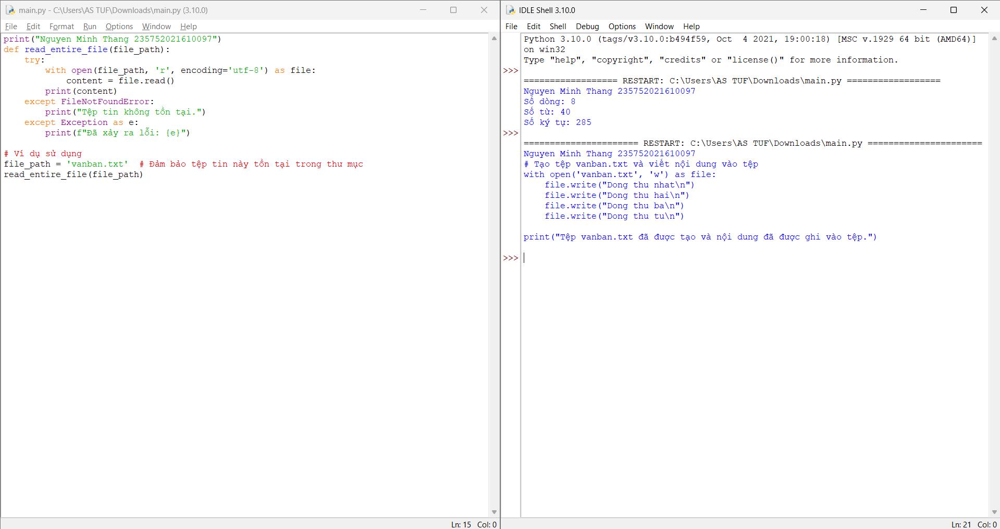 main.py - C:\Users\AS TUF\Downloads\main.py (3.10.0)
File Edit Format Run Options Window Help
print("Nguyen Minh Thang 235752021610097")
def read_entire_file(file_path):
    try:
        with open(file_path, 'r', encoding='utf-8') as file:
            content = file.read()
        print(content)
    except FileNotFoundError:
        print("Tệp tin không tồn tại.")
    except Exception as e:
        print(f"Đã xảy ra lỗi: {e}")

# Ví dụ sử dụng
file_path = 'vanban.txt'  # Đảm bảo tệp tin này tồn tại trong thư mục
read_entire_file(file_path)
Ln: 15 Col: 0
IDLE Shell 3.10.0
File Edit Shell Debug Options Window Help
Python 3.10.0 (tags/v3.10.0:b494f59, Oct  4 2021, 19:00:18) [MSC v.1929 64 bit (AMD64)]
on win32
Type "help", "copyright", "credits" or "license()" for more information.
>>>
================== RESTART: C:\Users\AS TUF\Downloads\main.py ==================
Nguyen Minh Thang 235752021610097
Số dòng: 8
Số từ: 40
Số ký tự: 285
>>>
====================== RESTART: C:\Users\AS TUF\Downloads\main.py ======================
Nguyen Minh Thang 235752021610097
# Tạo tệp vanban.txt và viết nội dung vào tệp
with open('vanban.txt', 'w') as file:
    file.write("Dong thu nhat\n")
    file.write("Dong thu hai\n")
    file.write("Dong thu ba\n")
    file.write("Dong thu tu\n")

print("Tệp vanban.txt đã được tạo và nội dung đã được ghi vào tệp.")

>>>
Ln: 21 Col: 0